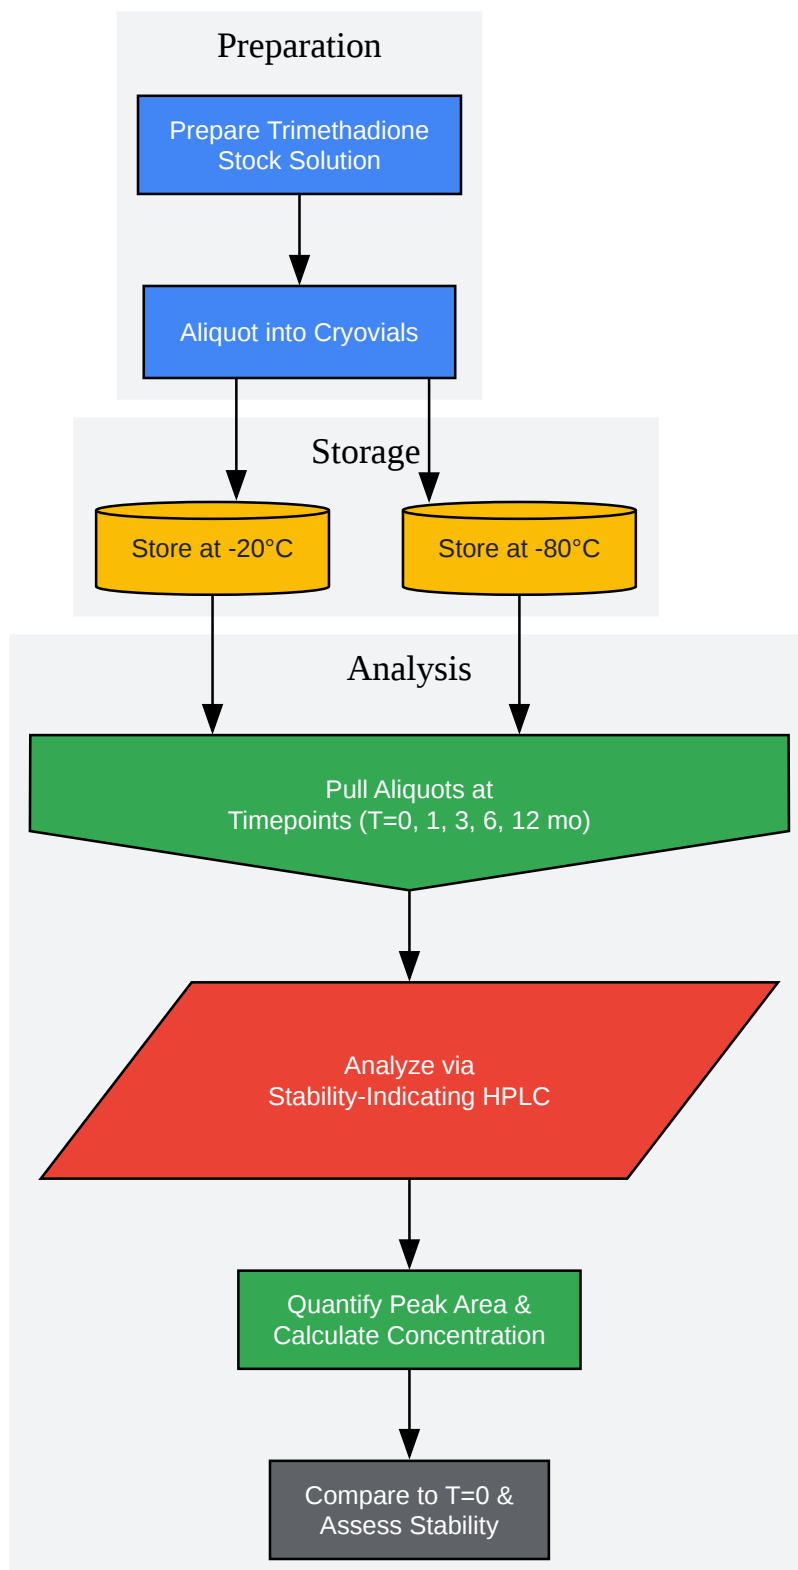 Preparation
Prepare Trimethadione
Stock Solution
Aliquot into Cryovials
Storage
Store at -20°C
Store at -80°C
Analysis
Pull Aliquots at
Timepoints (T=0, 1, 3, 6, 12 mo)
Analyze via
Stability-Indicating HPLC
Quantify Peak Area &
Calculate Concentration
Compare to T=0 &
Assess Stability